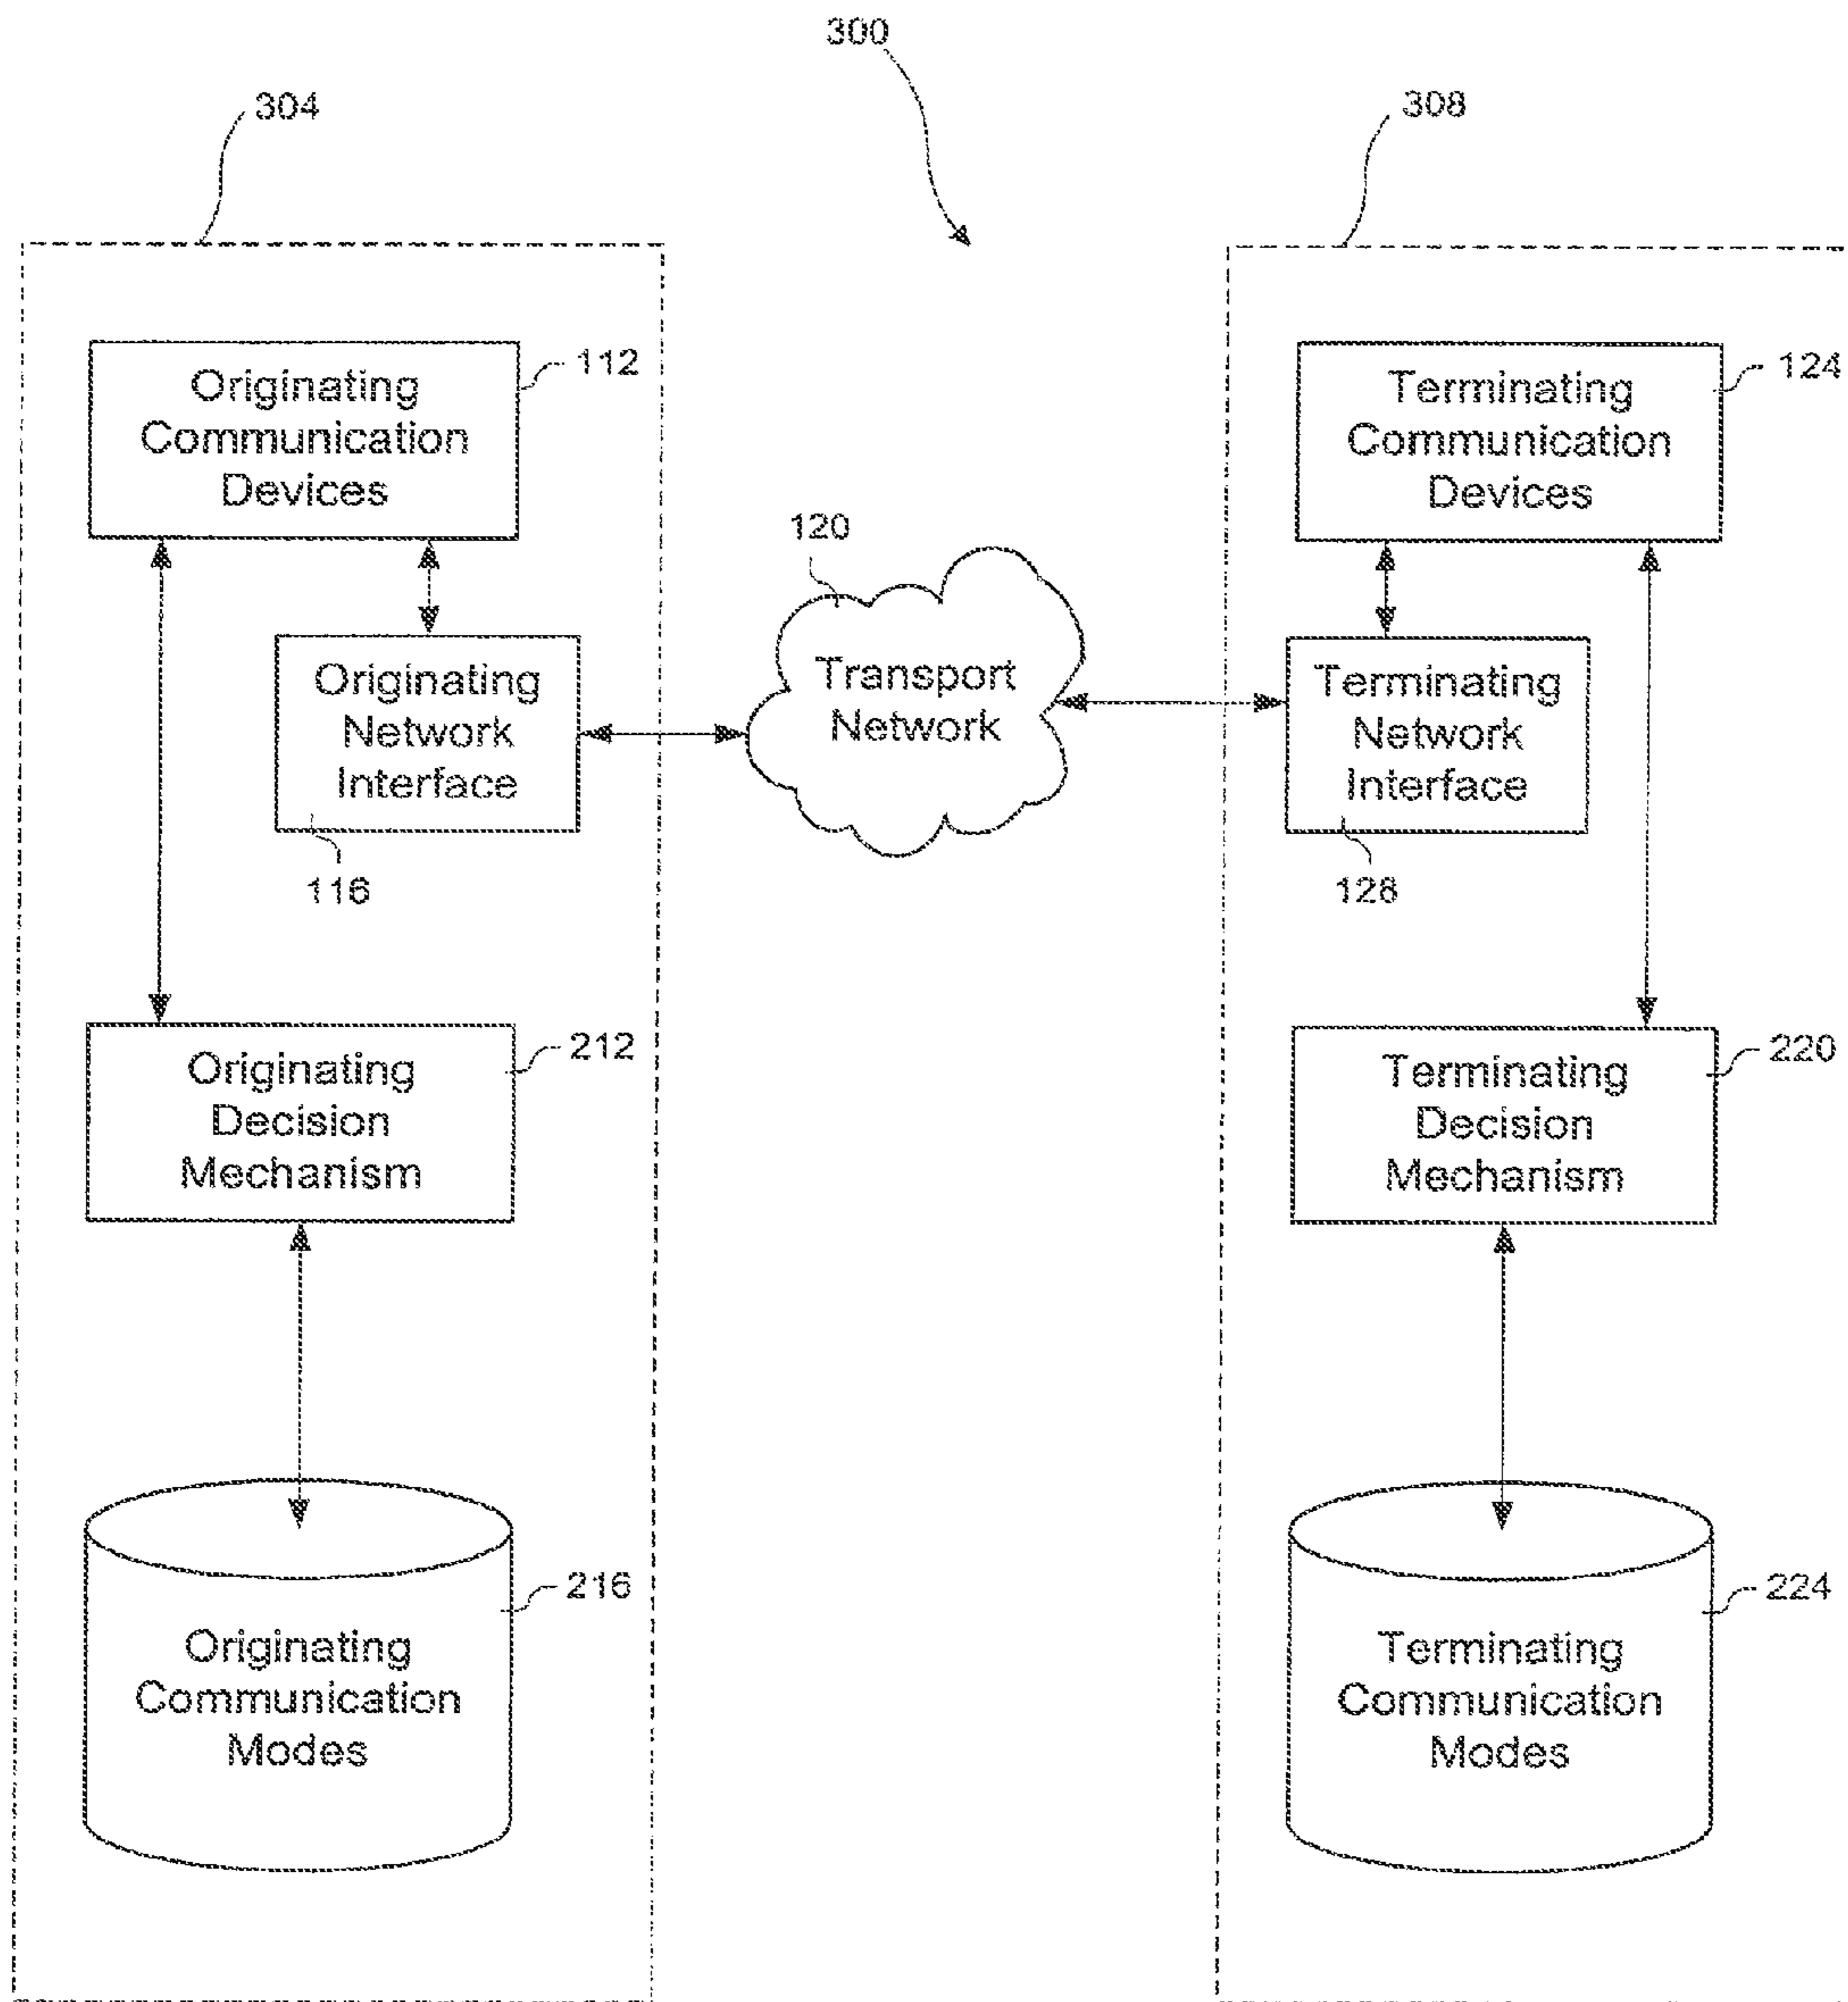 300
304
308
Originating
Communication
Devices
112
Terminating
Communication
Devices
124
120
Originating
Network
Interface
116
Transport
Network
Terminating
Network
Interface
128
Originating
Decision
Mechanism
212
Terminating
Decision
Mechanism
220
Originating
Communication
Modes
216
Terminating
Communication
Modes
224